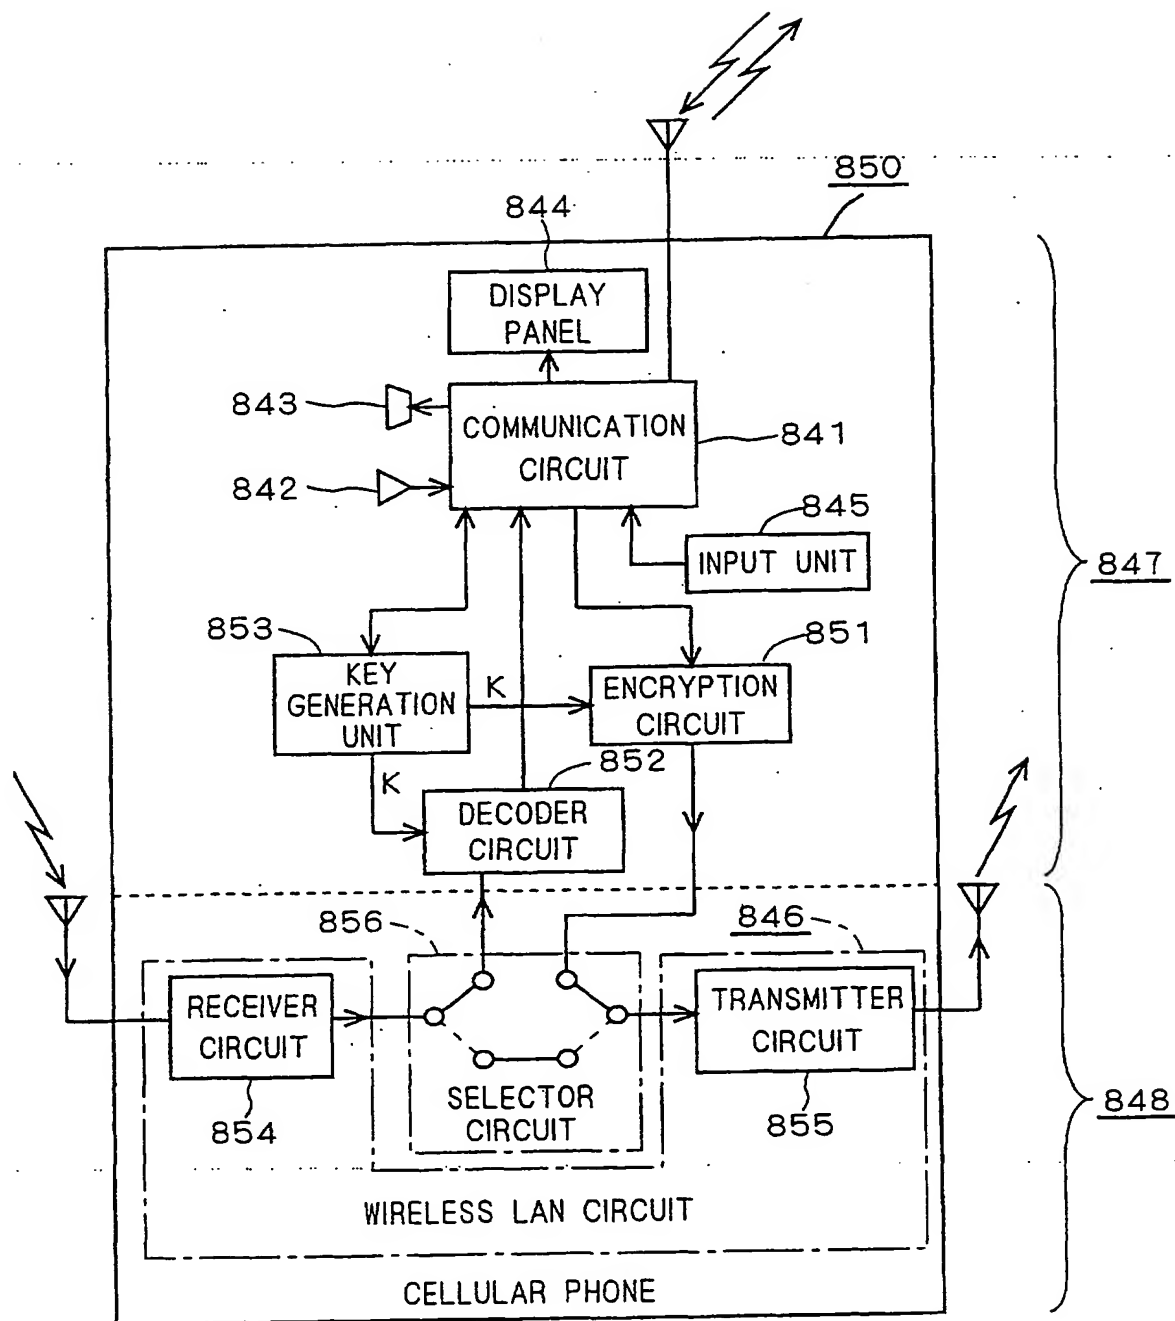 850
844
DISPLAY
PANEL
843
COMMUNICATION
CIRCUIT
841
842
845
INPUT UNIT
847
853
851
KEY
GENERATION
UNIT
K
ENCRYPTION
CIRCUIT
852
K
DECODER
CIRCUIT
856
846
RECEIVER
CIRCUIT
TRANSMITTER
CIRCUIT
SELECTOR
CIRCUIT
854
855
848
WIRELESS LAN CIRCUIT
CELLULAR PHONE